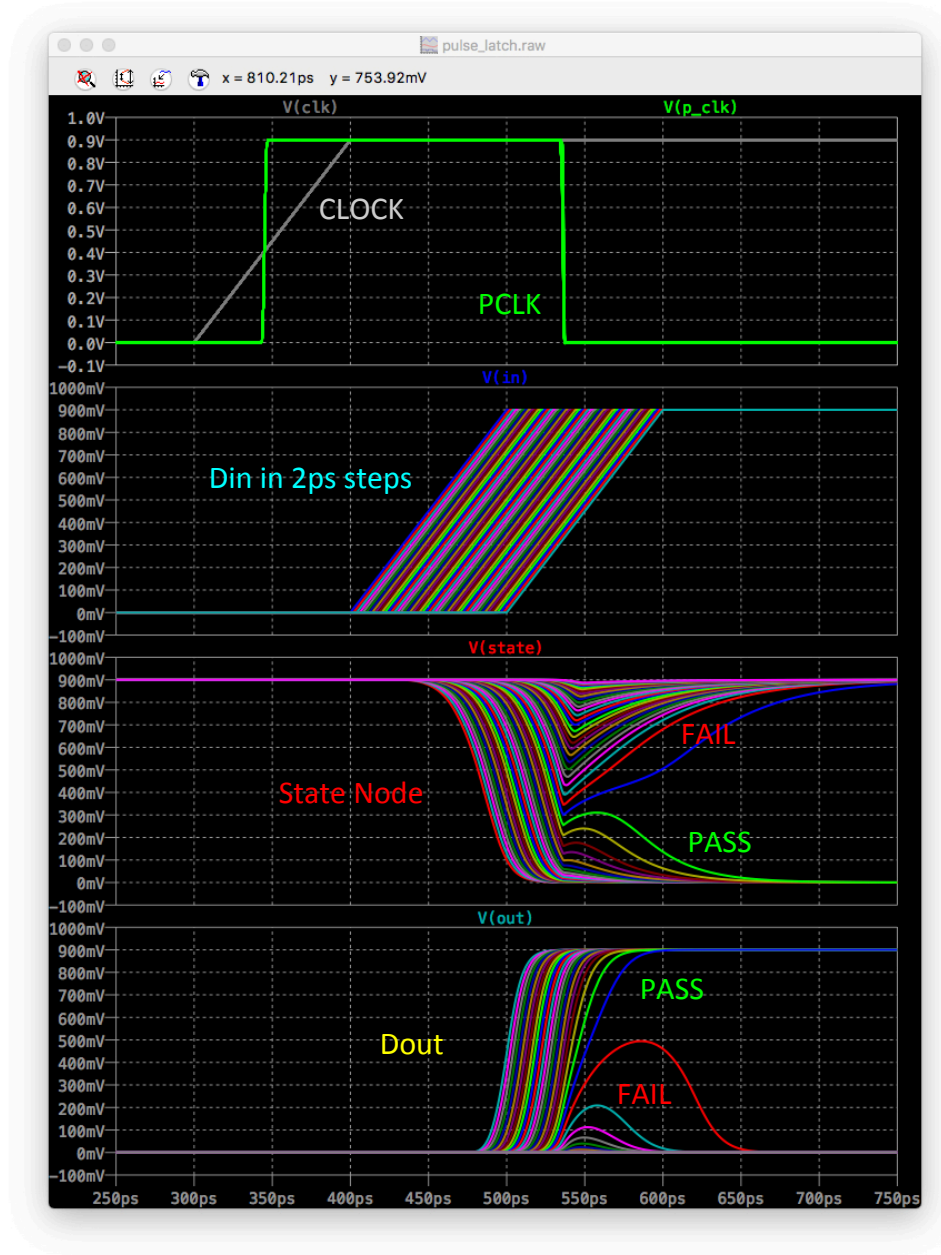 pulse_latch.raw
x = 810.21ps   y = 753.92mV
V(clk)
V(p_clk)
1.0V
0.9V
0.8V
0.7V
0.6V
0.5V
0.4V
0.3V
0.2V
0.1V
0.0V
-0.1V
CLOCK
PCLK
V(in)
1000mV
900mV
800mV
700mV
600mV
500mV
400mV
300mV
200mV
100mV
0mV
-100mV
Din in 2ps steps
V(state)
1000mV
900mV
800mV
700mV
600mV
500mV
400mV
300mV
200mV
100mV
0mV
-100mV
FAIL
State Node
PASS
V(out)
1000mV
900mV
800mV
700mV
600mV
500mV
400mV
300mV
200mV
100mV
0mV
-100mV
PASS
Dout
FAIL
250ps 300ps 350ps 400ps 450ps 500ps 550ps 600ps 650ps 700ps 750ps